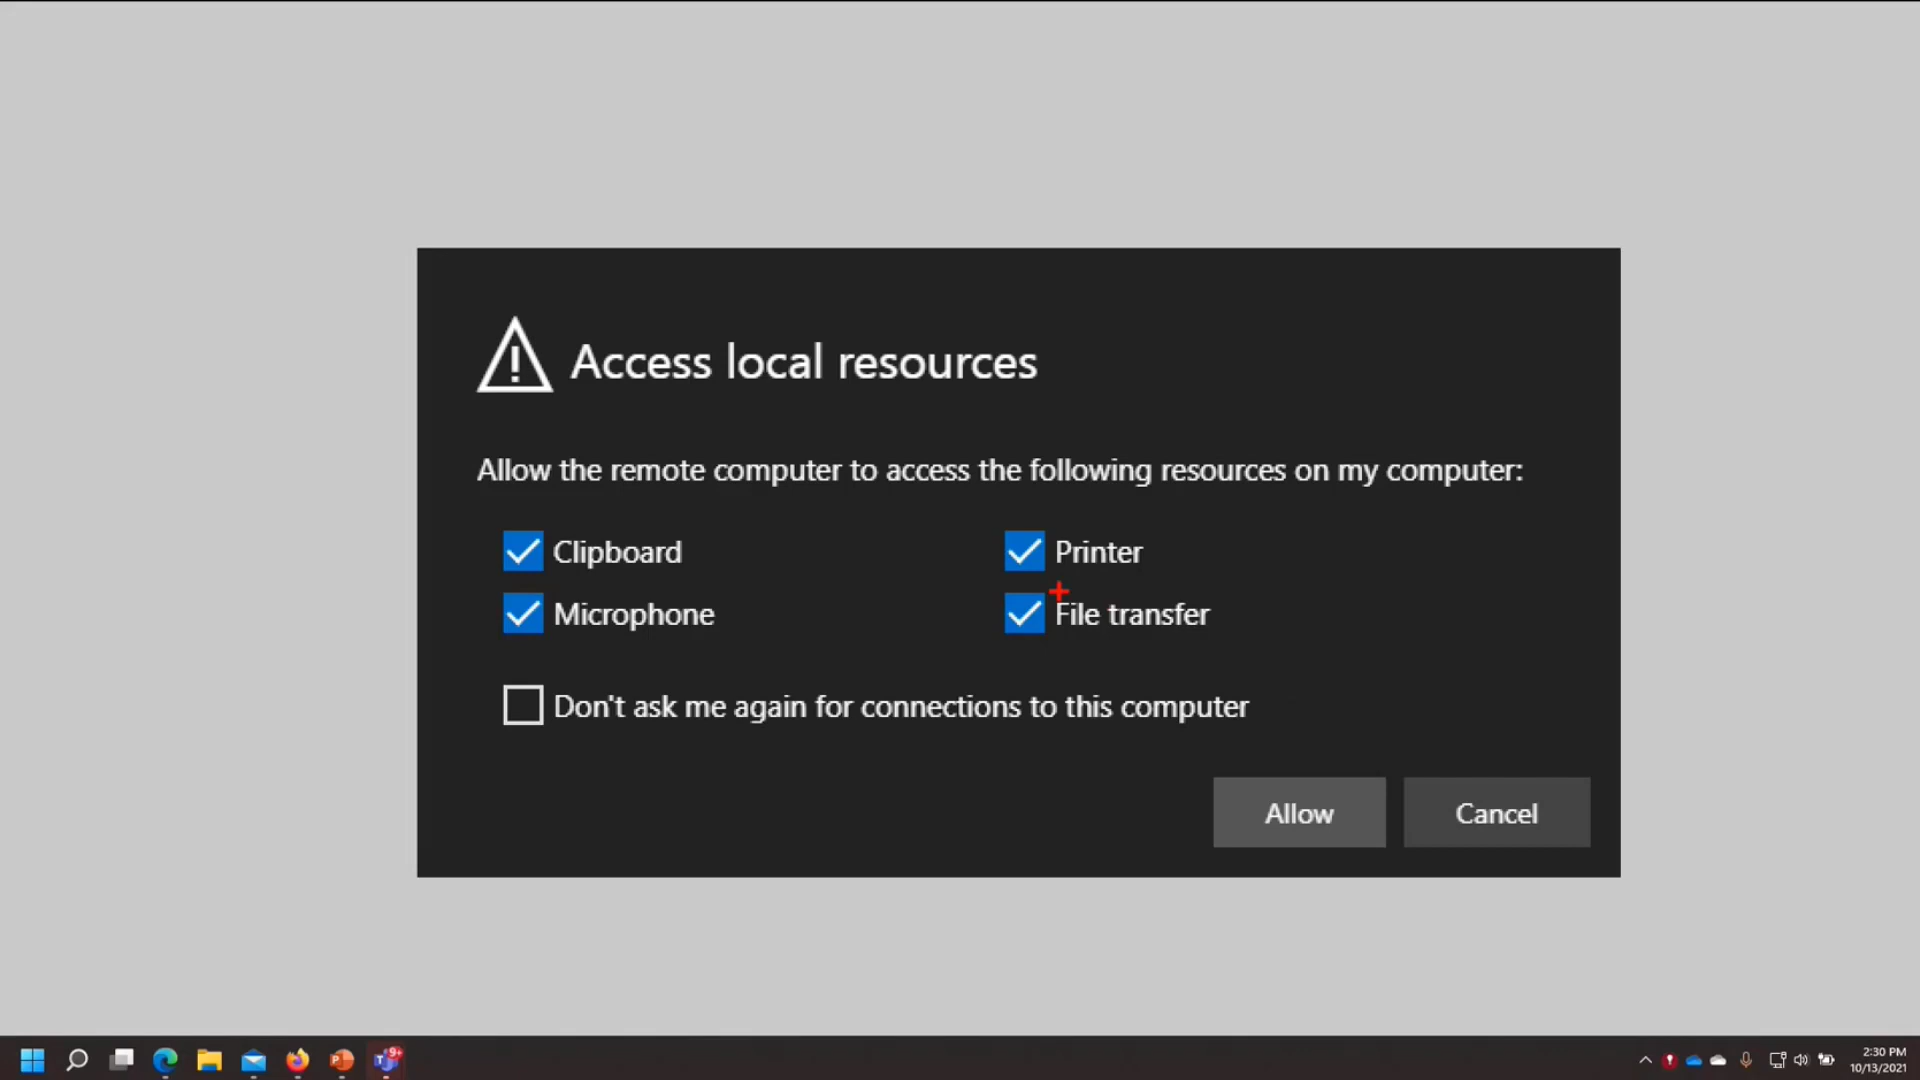 Access local resources
Allow the remote computer to access the following resources on my computer:
Clipboard
Printer
Microphone
File transfer
Don't ask me again for connections to this computer
Allow
Cancel
9+
2:30 PM
10/13/2021